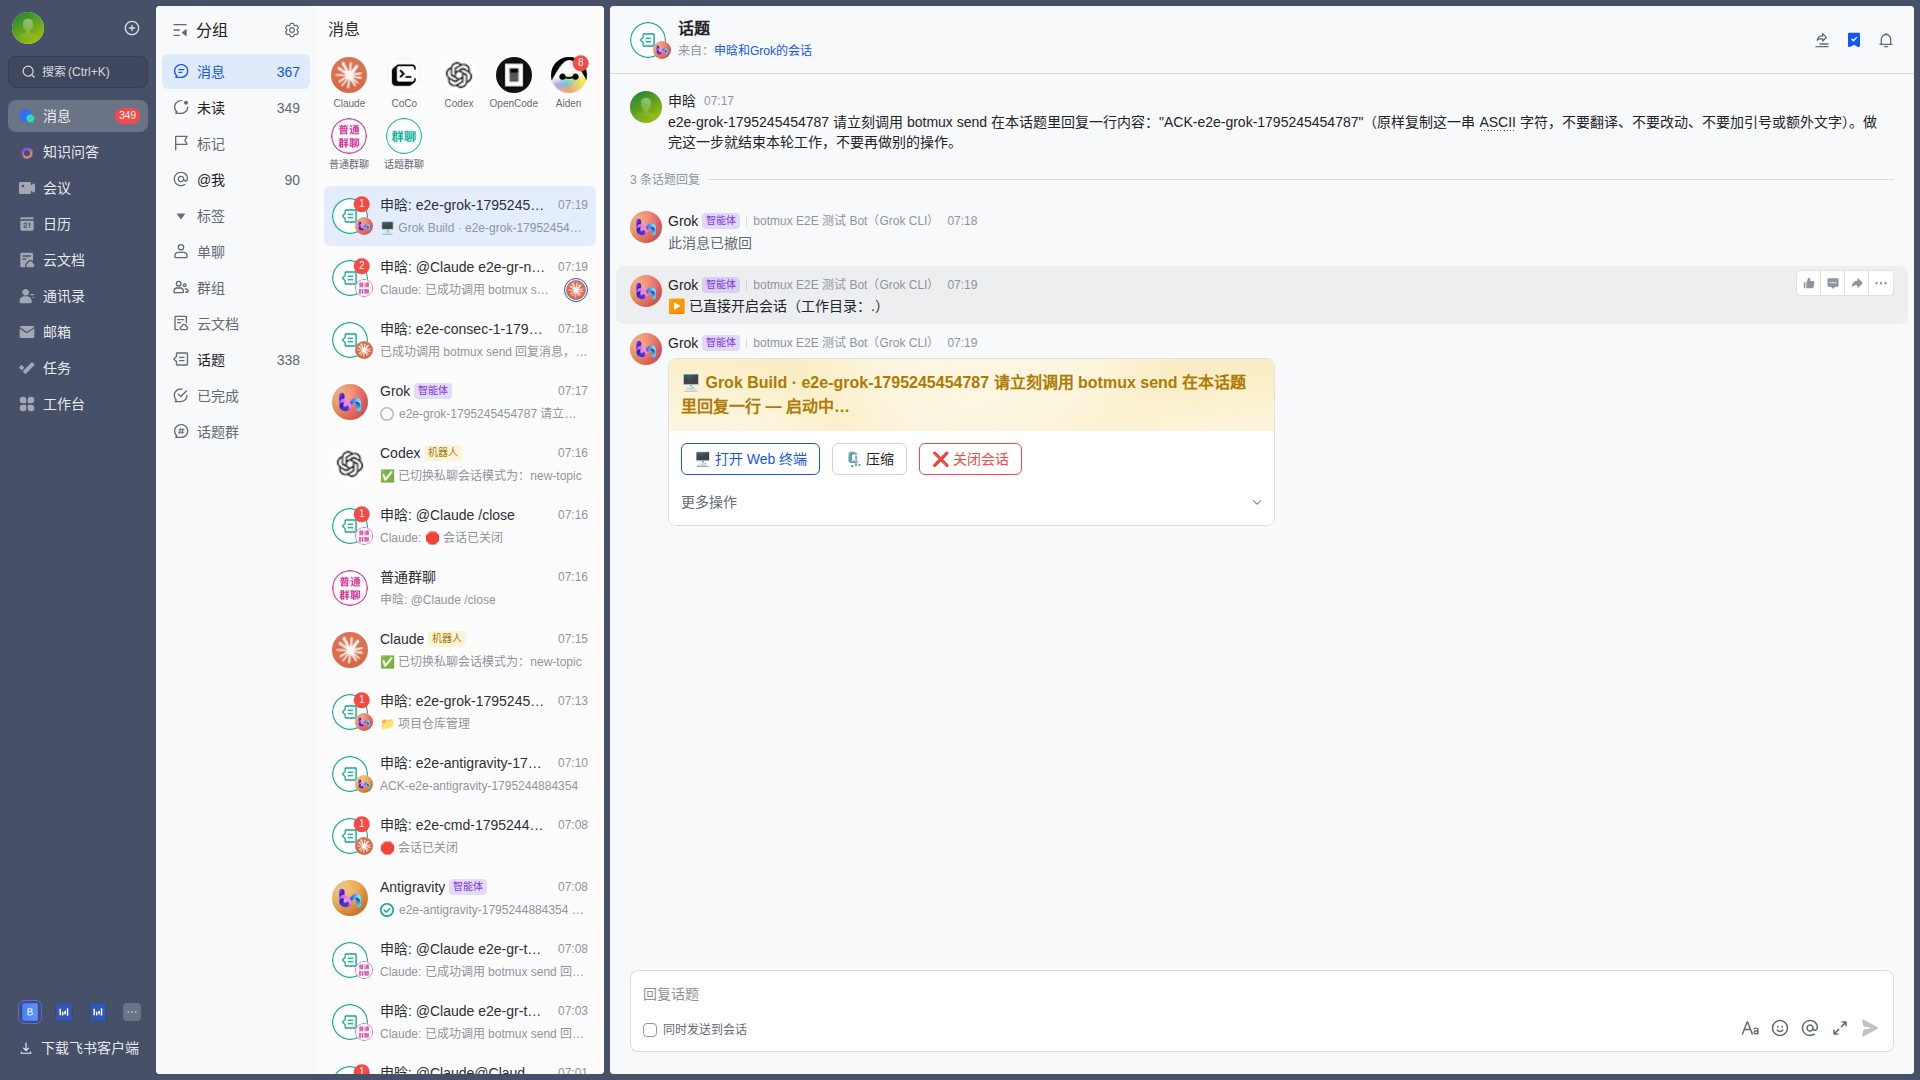 搜索 (Ctrl+K)
消息 349
知识问答
会议
日历
云文档
通讯录
邮箱
任务
工作台
下载飞书客户端
分组
消息 367
未读 349
标记
@我 90
标签
单聊
群组
云文档
话题 338
已完成
话题群
消息
Claude CoCo Codex OpenCode Aiden 8
普通群聊 群聊
普通群聊 话题群聊
1 申晗: e2e-grok-1795245... 07:19
Grok Build · e2e-grok-17952454...
2 申晗: @Claude e2e-gr-n... 07:19
Claude: 已成功调用 botmux s...
申晗: e2e-consec-1-179... 07:18
已成功调用 botmux send 回复消息，...
Grok 智能体 07:17
e2e-grok-1795245454787 请立...
Codex 机器人 07:16
已切换私聊会话模式为：new-topic
1 申晗: @Claude /close 07:16
Claude: 会话已关闭
普通群聊 普通群聊 07:16
申晗: @Claude /close
Claude 机器人 07:15
已切换私聊会话模式为：new-topic
1 申晗: e2e-grok-1795245... 07:13
项目仓库管理
申晗: e2e-antigravity-17... 07:10
ACK-e2e-antigravity-1795244884354
1 申晗: e2e-cmd-1795244... 07:08
会话已关闭
Antigravity 智能体 07:08
e2e-antigravity-1795244884354 ...
申晗: @Claude e2e-gr-t... 07:08
Claude: 已成功调用 botmux send 回...
申晗: @Claude e2e-gr-t... 07:03
Claude: 已成功调用 botmux send 回...
1 申晗: @Claude@Claud... 07:01
话题
来自：申晗和Grok的会话
申晗 07:17
e2e-grok-1795245454787 请立刻调用 botmux send 在本话题里回复一行内容："ACK-e2e-grok-1795245454787"（原样复制这一串 ASCII 字符，不要翻译、不要改动、不要加引号或额外文字）。做
完这一步就结束本轮工作，不要再做别的操作。
3 条话题回复
Grok 智能体 botmux E2E 测试 Bot（Grok CLI） 07:18
此消息已撤回
Grok 智能体 botmux E2E 测试 Bot（Grok CLI） 07:19
已直接开启会话（工作目录：.）
Grok 智能体 botmux E2E 测试 Bot（Grok CLI） 07:19
Grok Build · e2e-grok-1795245454787 请立刻调用 botmux send 在本话题
里回复一行 — 启动中…
打开 Web 终端 压缩 关闭会话
更多操作
回复话题
同时发送到会话